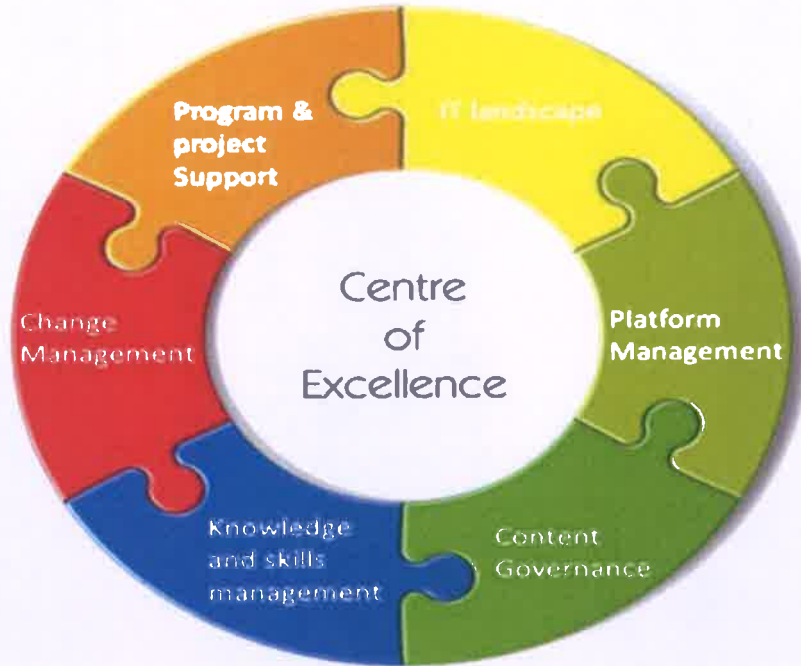 Program &
project
Support
IT landscape
Platform
Management
Content
Governance
Knowledge
and skills
management
Change
Management
Centre
of
Excellence